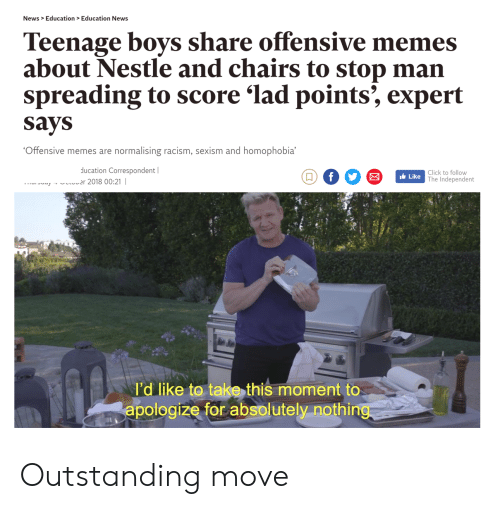 News > Education > Education News
Teenage boys share offensive memes
about Nestle and chairs to stop man
spreading to score ‘lad points’, expert
says
‘Offensive memes are normalising racism, sexism and homophobia’
ducation Correspondent |
2018 00:21 |
Like
Click to follow
The Independent
I'd like to take this moment to
apologize for absolutely nothing
Outstanding move